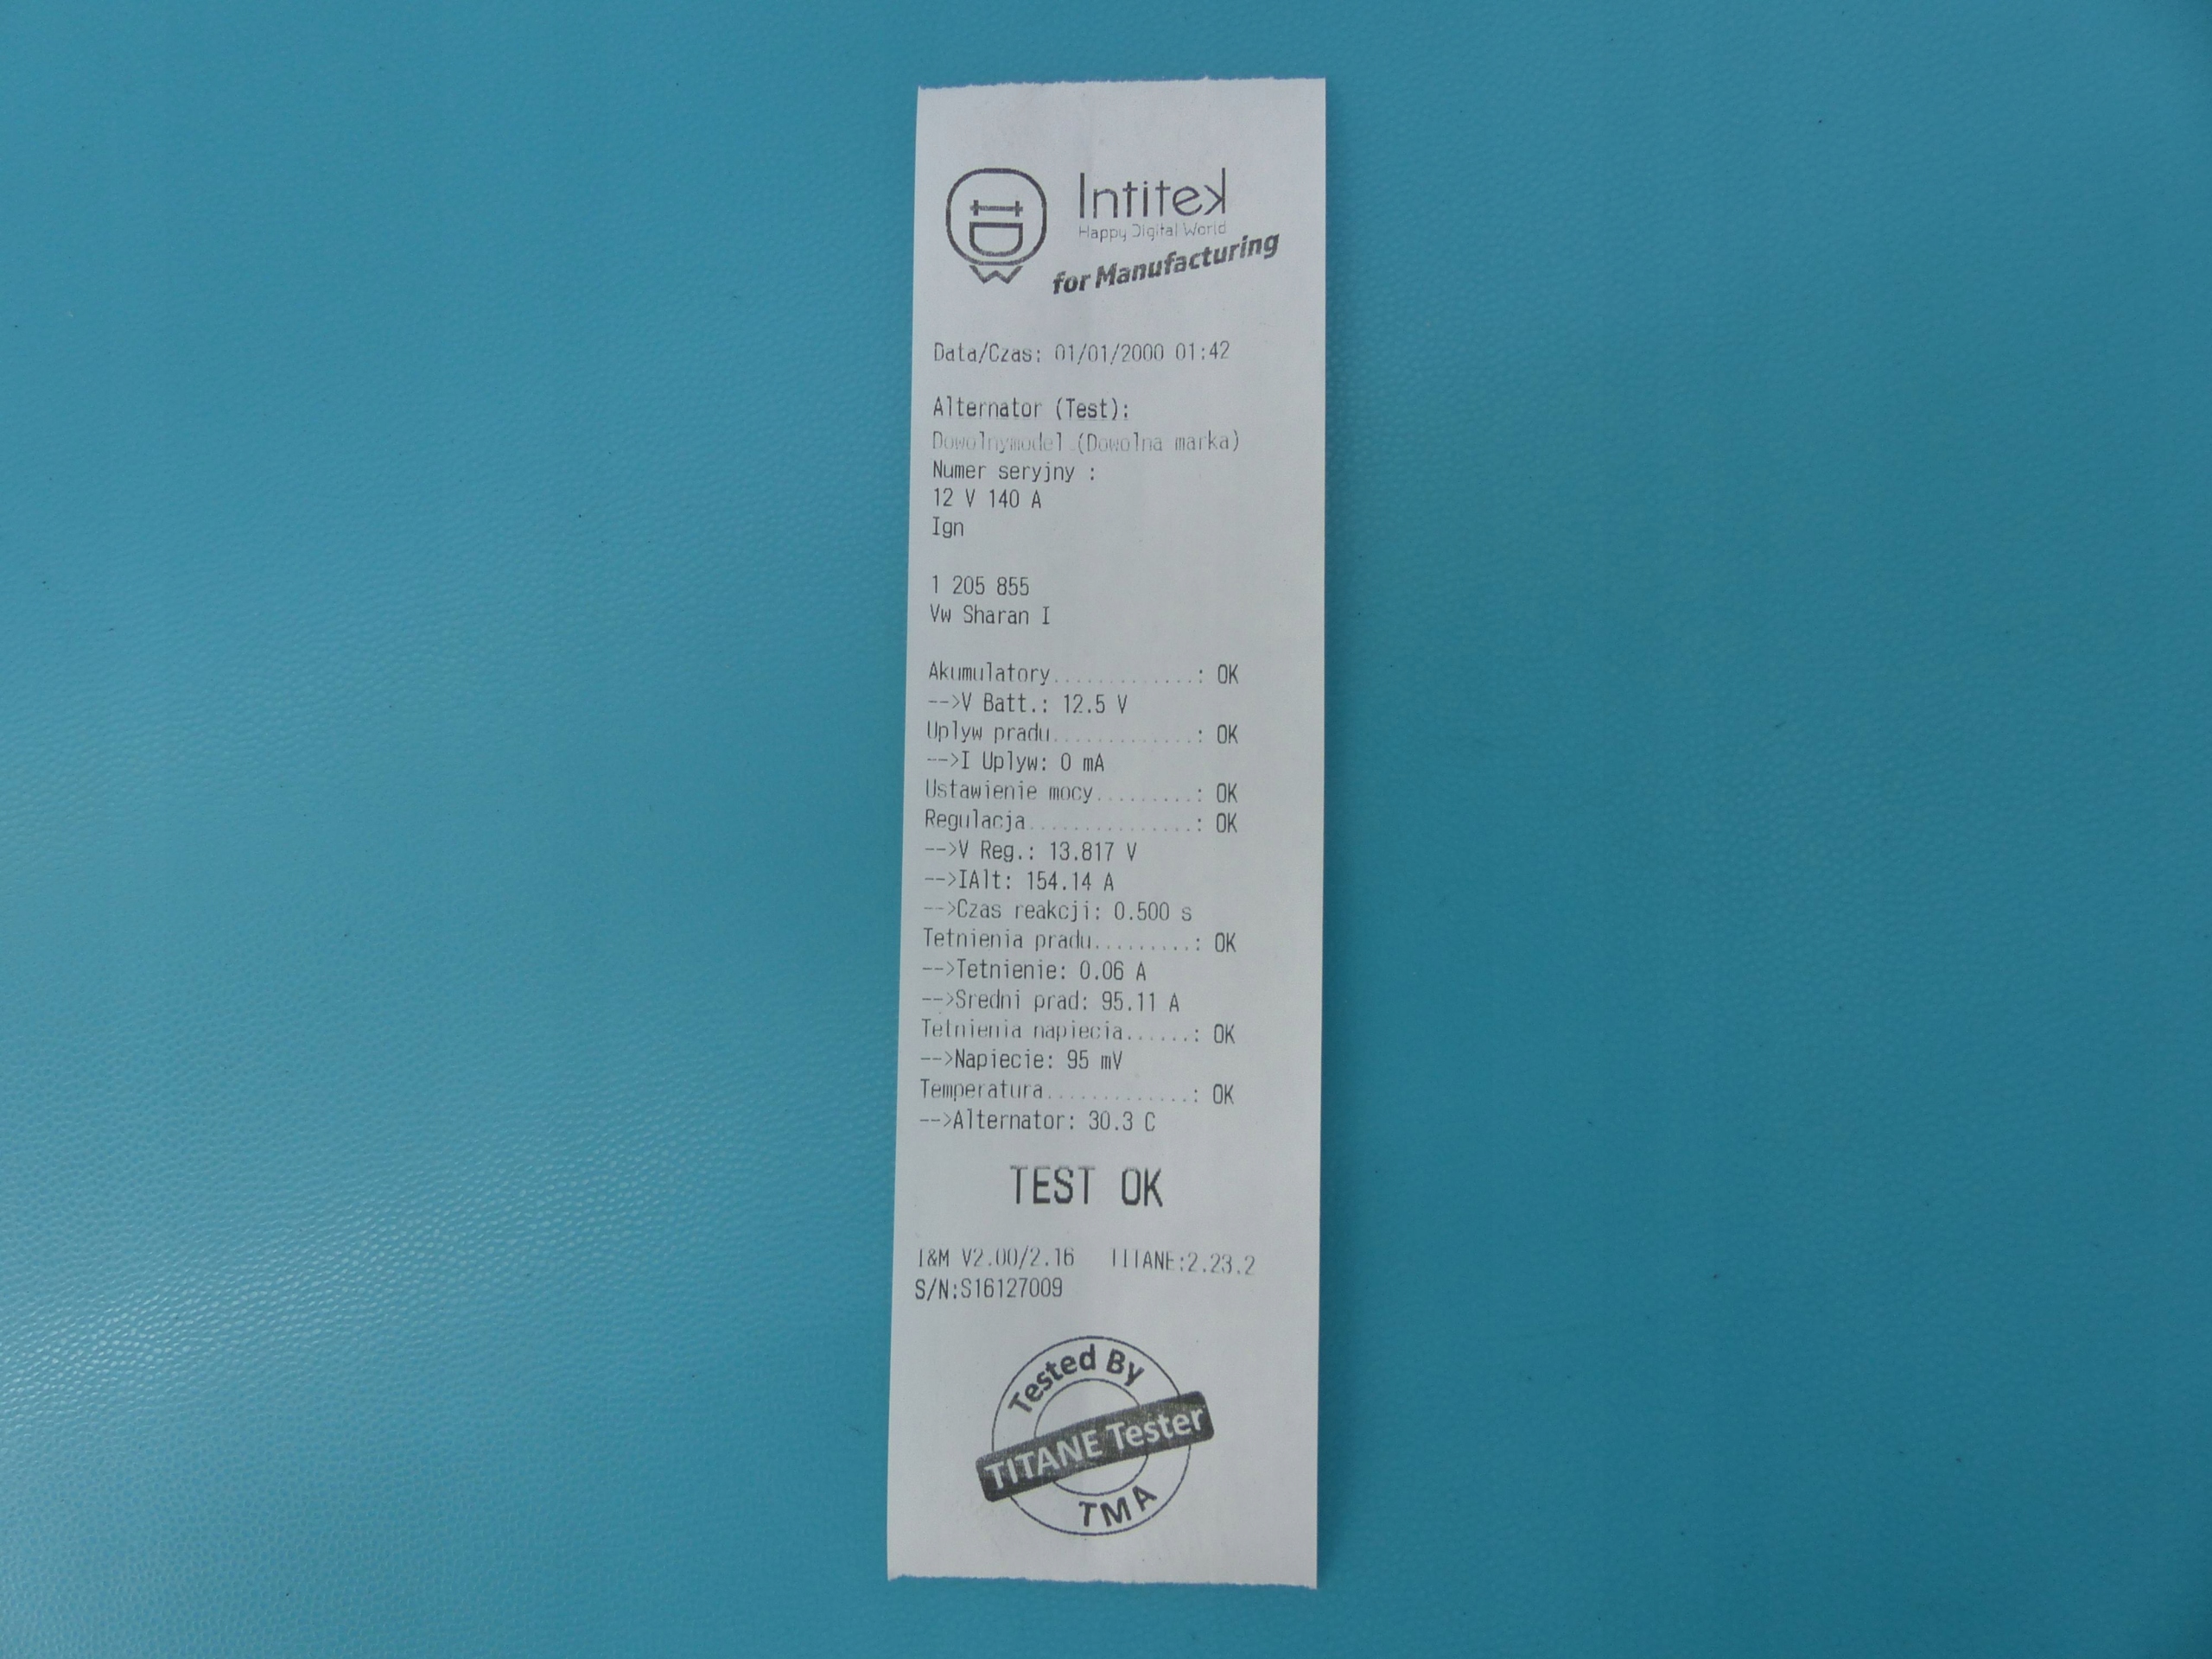 Intitek
Happy Digital World
for Manufacturing
Data/Czas: 01/01/2000 01:42
Alternator (Test):
Dowolnymodel (Dowolna marka)
Numer seryjny :
12 V 140 A
Ign
1 205 855
Vw Sharan I
Akumulatory.............: OK
-->V Batt.: 12.5 V
Uplyw pradu.............: OK
-->I Uplyw: 0 mA
Ustawienie mocy.........: OK
Regulacja...............: OK
-->V Reg.: 13.817 V
-->IAlt: 154.14 A
-->Czas reakcji: 0.500 s
Tetnienia pradu.........: OK
-->Tetnienie: 0.06 A
-->Sredni prad: 95.11 A
Tetnienia napiecia......: OK
-->Napiecie: 95 mV
Temperatura.............: OK
-->Alternator: 30.3 C
TEST OK
I&M V2.00/2.16 TITANE:2.23.2
S/N:S16127009
Tested By
TITANE Tester
TMA